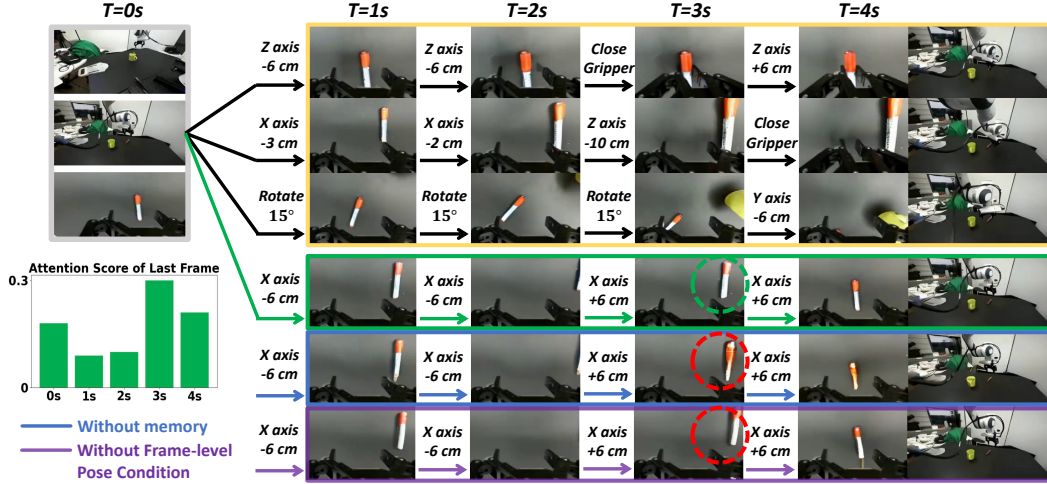 T=0s
T=1s
T=2s
T=3s
T=4s
Z axis
-6 cm
Z axis
-6 cm
Close
Gripper
Z axis
+6 cm
X axis
-3 cm
X axis
-2 cm
Z axis
-10 cm
Close
Gripper
Rotate
15°
Rotate
15°
Rotate
15°
Y axis
-6 cm
X axis
-6 cm
X axis
-6 cm
X axis
+6 cm
X axis
+6 cm
X axis
-6 cm
X axis
-6 cm
X axis
+6 cm
X axis
+6 cm
X axis
-6 cm
X axis
-6 cm
X axis
+6 cm
X axis
+6 cm
Attention Score of Last Frame
0.3
0
0s 1s 2s 3s 4s
Without memory
Without Frame-level
Pose Condition